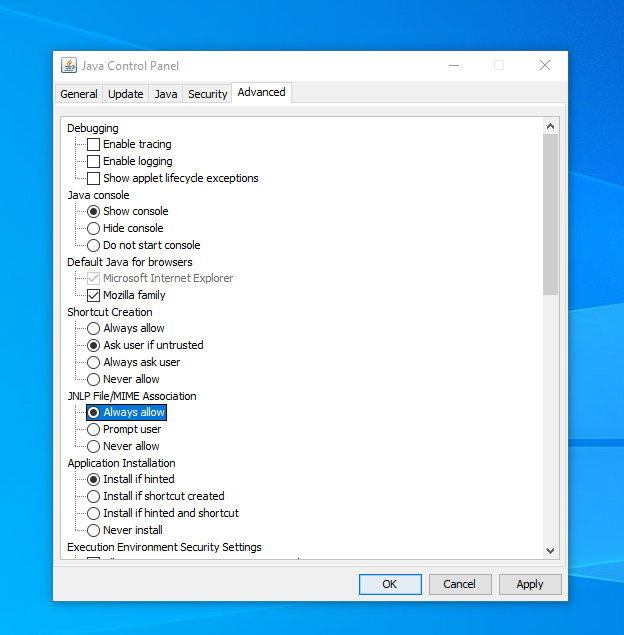 Java Control Panel
General Update Java Security Advanced
Debugging
Enable tracing
Enable logging
Show applet lifecycle exceptions
Java console
Show console
Hide console
Do not start console
Default Java for browsers
Microsoft Internet Explorer
Mozilla family
Shortcut Creation
Always allow
Ask user if untrusted
Always ask user
Never allow
JNLP File/MIME Association
Always allow
Prompt user
Never allow
Application Installation
Install if hinted
Install if shortcut created
Install if hinted and shortcut
Never install
Execution Environment Security Settings
OK Cancel Apply